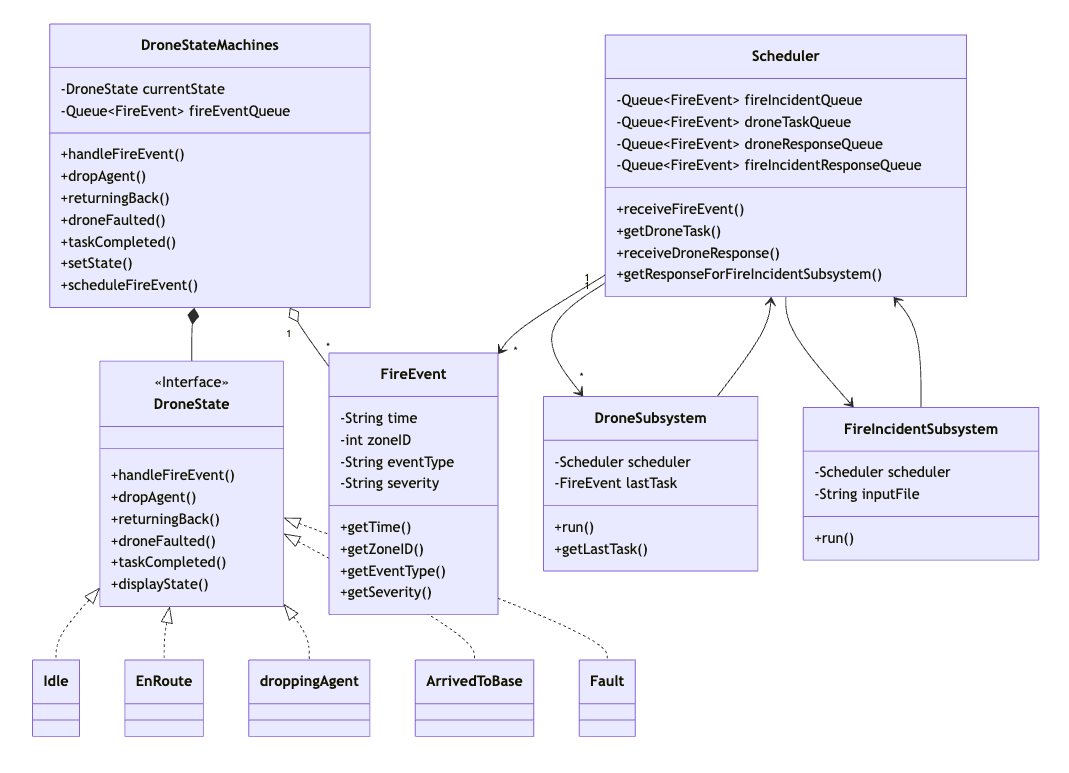 DroneStateMachines
-DroneState currentState
-Queue<FireEvent> fireEventQueue
+handleFireEvent()
+dropAgent()
+returningBack()
+droneFaulted()
+taskCompleted()
+setState()
+scheduleFireEvent()
Scheduler
-Queue<FireEvent> fireIncidentQueue
-Queue<FireEvent> droneTaskQueue
-Queue<FireEvent> droneResponseQueue
-Queue<FireEvent> fireIncidentResponseQueue
+receiveFireEvent()
+getDroneTask()
+receiveDroneResponse()
+getResponseForFireIncidentSubsystem()
1
*
1
*
1
*
«Interface»
DroneState
+handleFireEvent()
+dropAgent()
+returningBack()
+droneFaulted()
+taskCompleted()
+displayState()
FireEvent
-String time
-int zoneID
-String eventType
-String severity
+getTime()
+getZoneID()
+getEventType()
+getSeverity()
DroneSubsystem
-Scheduler scheduler
-FireEvent lastTask
+run()
+getLastTask()
FireIncidentSubsystem
-Scheduler scheduler
-String inputFile
+run()
Idle
EnRoute
droppingAgent
ArrivedToBase
Fault